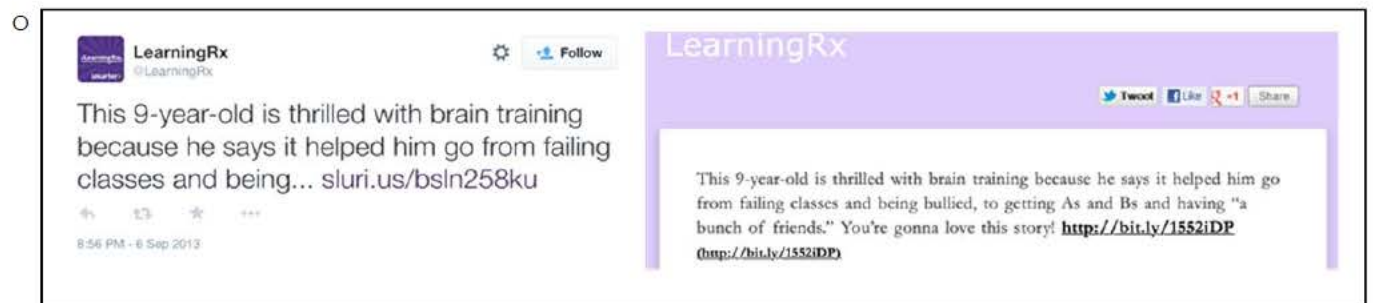 LearningRx
@LearningRx
Follow
This 9-year-old is thrilled with brain training
because he says it helped him go from failing
classes and being... sluri.us/bsln258ku
8:56 PM - 6 Sep 2013
LearningRx
Tweet Like +1 Share
This 9-year-old is thrilled with brain training because he says it helped him go
from failing classes and being bullied, to getting As and Bs and having "a
bunch of friends." You're gonna love this story! http://bit.ly/1552iDP
(http://bit.ly/1552iDP)